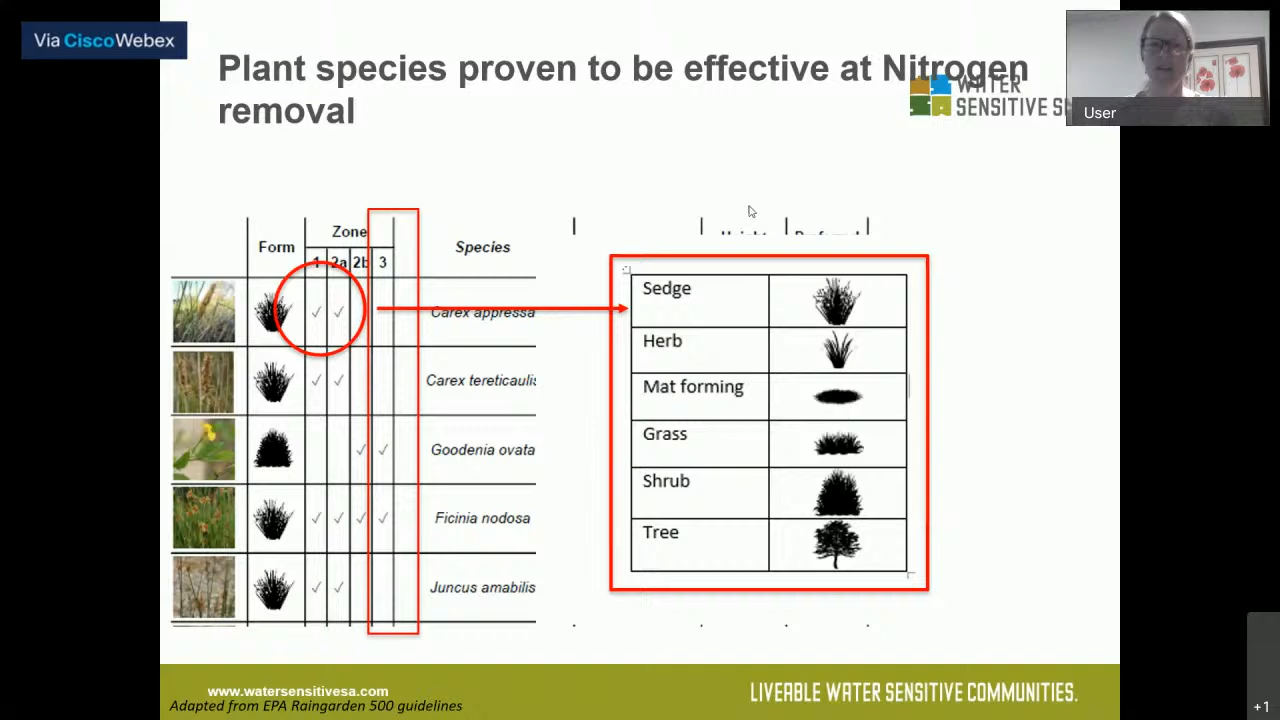 Via CiscoWebex
Plant species proven to be effective at Nitrogen
removal
WATER
SENSITIVE
User
Form
Zone
Species
1
2a
2b
3
✓ ✓ Carex appressa
✓ ✓ Carex tereticaulis
✓ ✓ Goodenia ovata
✓ ✓ ✓ ✓ Ficinia nodosa
✓ ✓ Juncus amabilis
Sedge
Herb
Mat forming
Grass
Shrub
Tree
www.watersensitivesa.com
LIVEABLE WATER SENSITIVE COMMUNITIES.
Adapted from EPA Raingarden 500 guidelines
+1